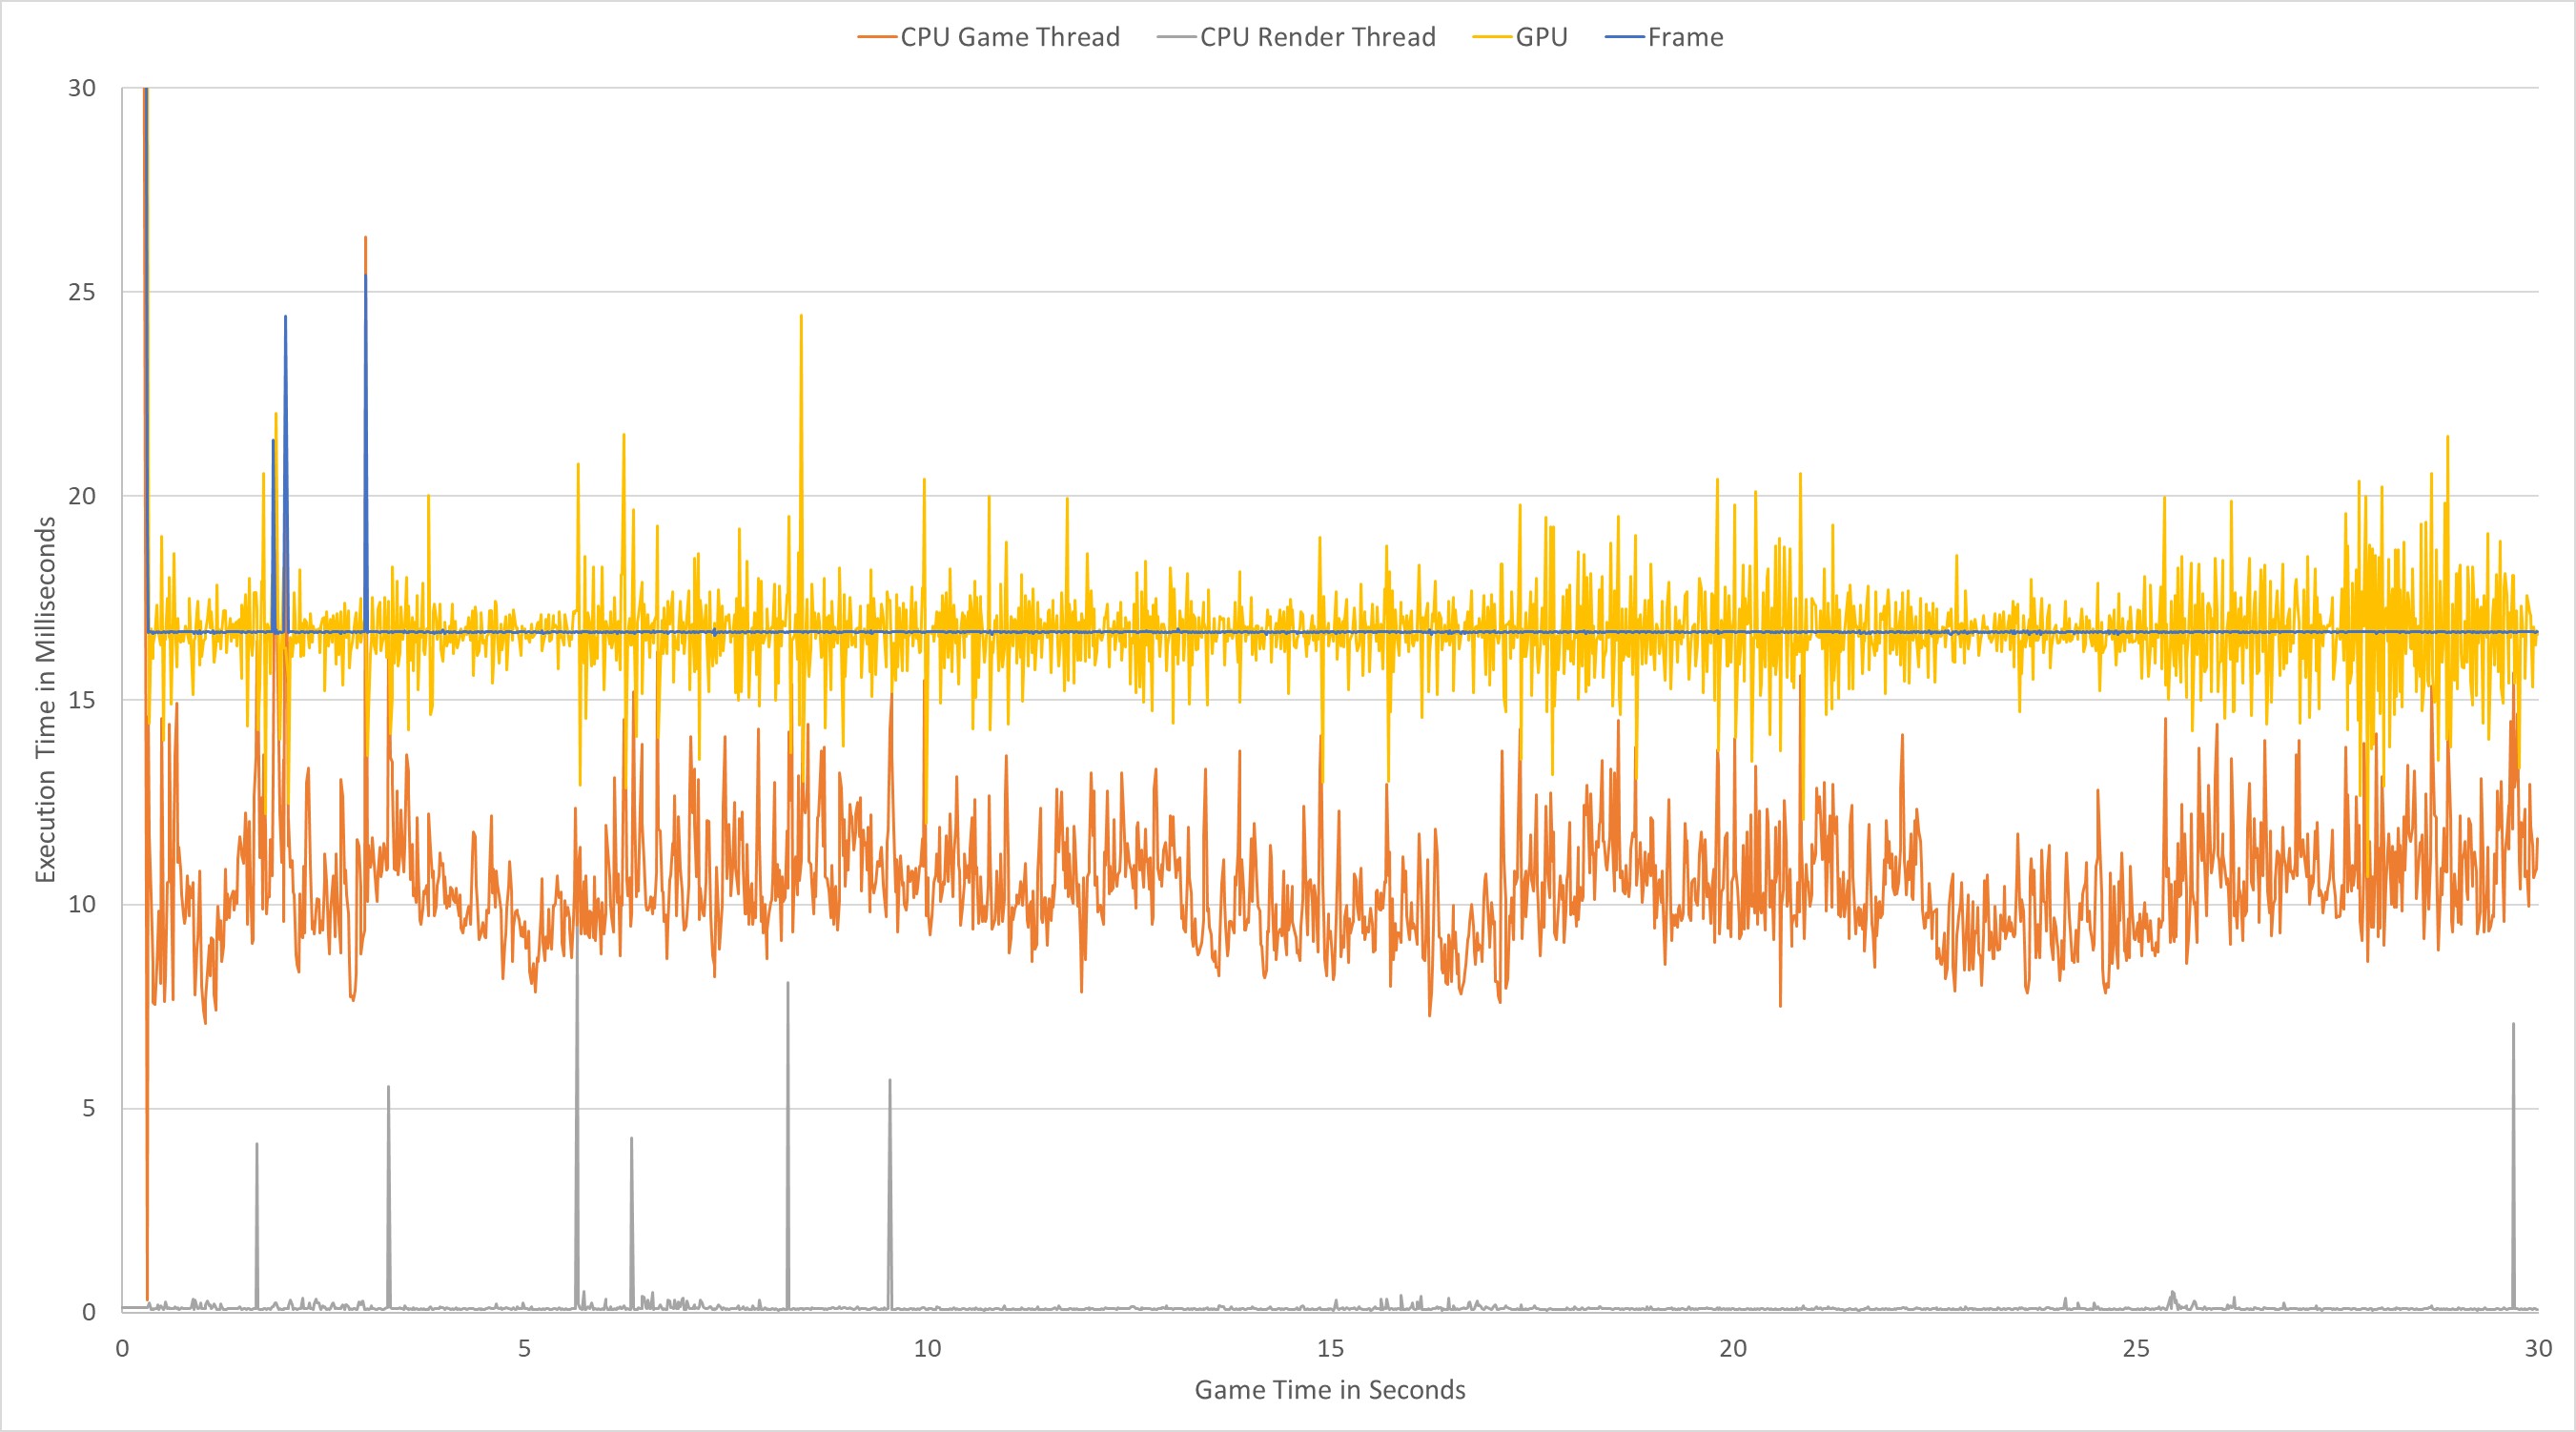 CPU Game Thread CPU Render Thread GPU Frame
30
25
20
15
10
5
0
Execution Time in Milliseconds
0 5 10 15 20 25 30
Game Time in Seconds